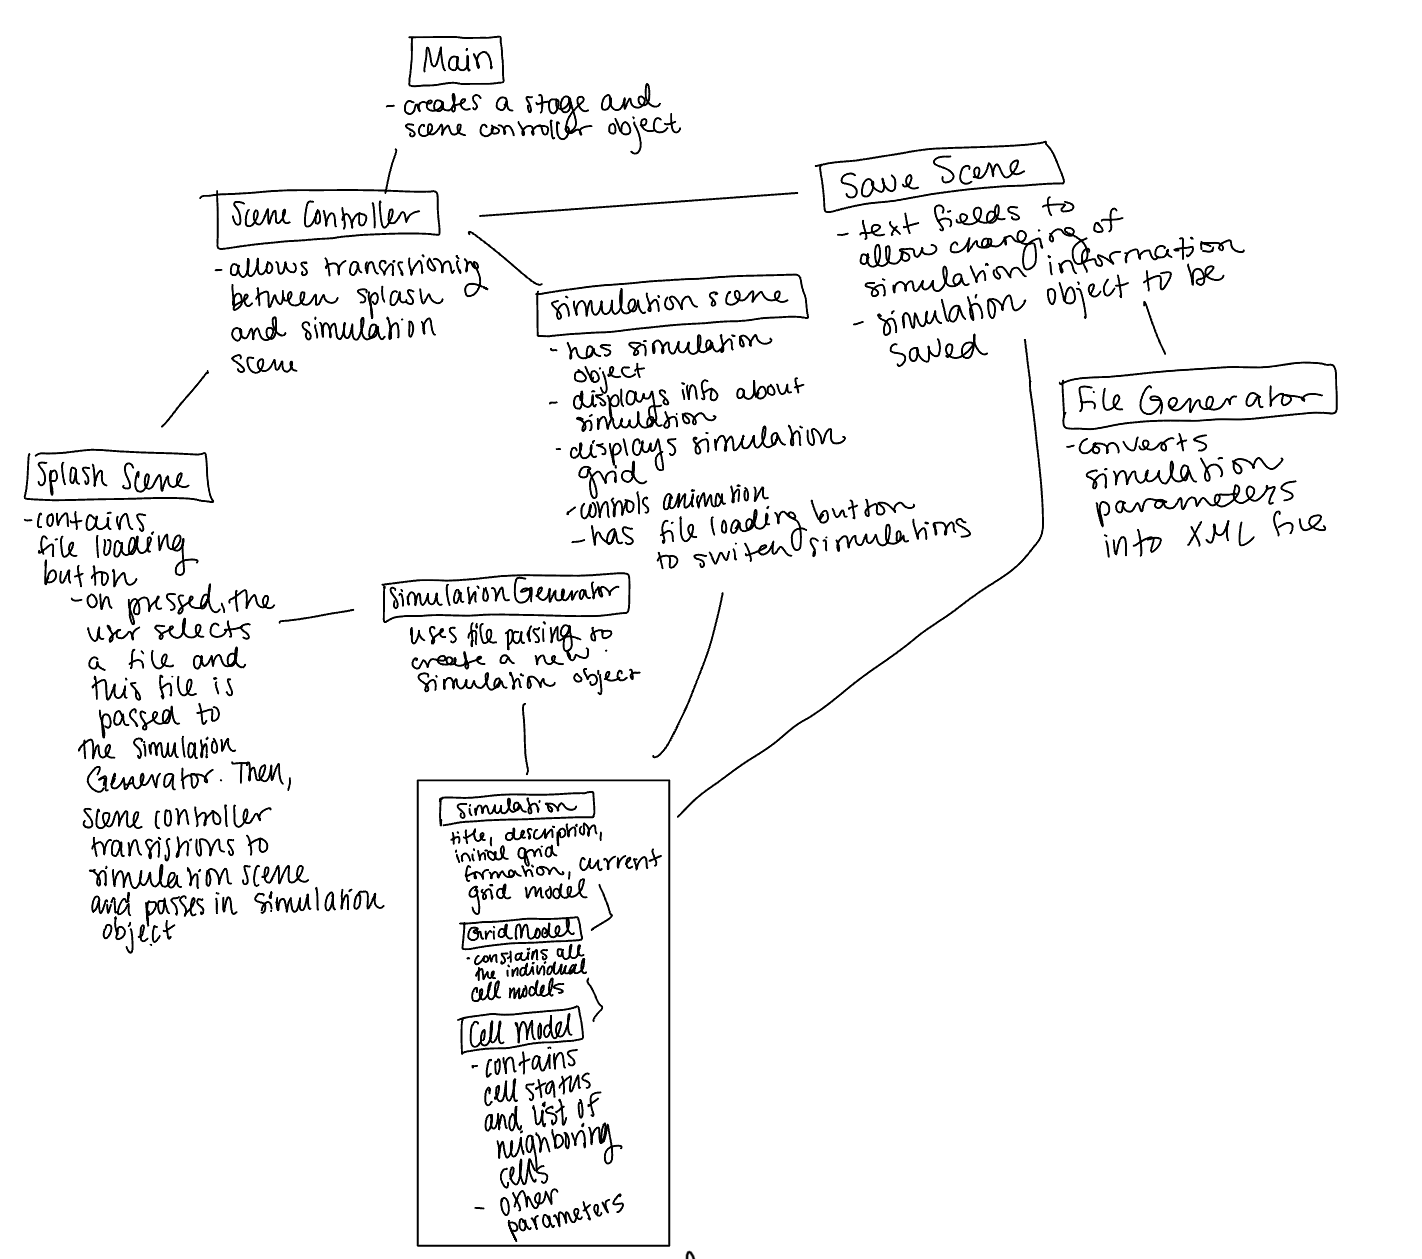 Main
- creates a stage and
scene controller object
Scene Controller
- allows transistioning
between splash
and simulation
scene
Save Scene
- text fields to
allow changing of
simulation information
- simulation object to be
saved
simulation scene
- has simulation
object
- displays info about
simulation
- displays simulation
grid
- controls animation
- has file loading button
to switch simulations
File Generator
- converts
simulation
parameters
into XML file
Splash Scene
- contains
file loading
button
- on pressed, the
user selects
a file and
this file is
passed to
the simulation
Generator. Then,
scene controller
transistions to
simulation scene
and passes in simulation
object
Simulation Generator
uses file parsing to
create a new
simulation object
Simulation
title, description,
initial grid
formation, current
grid model
Grid Model
- constains all
the individual
cell models
Cell Model
- contains
cell status
and list of
neighboring
cells
- other
parameters